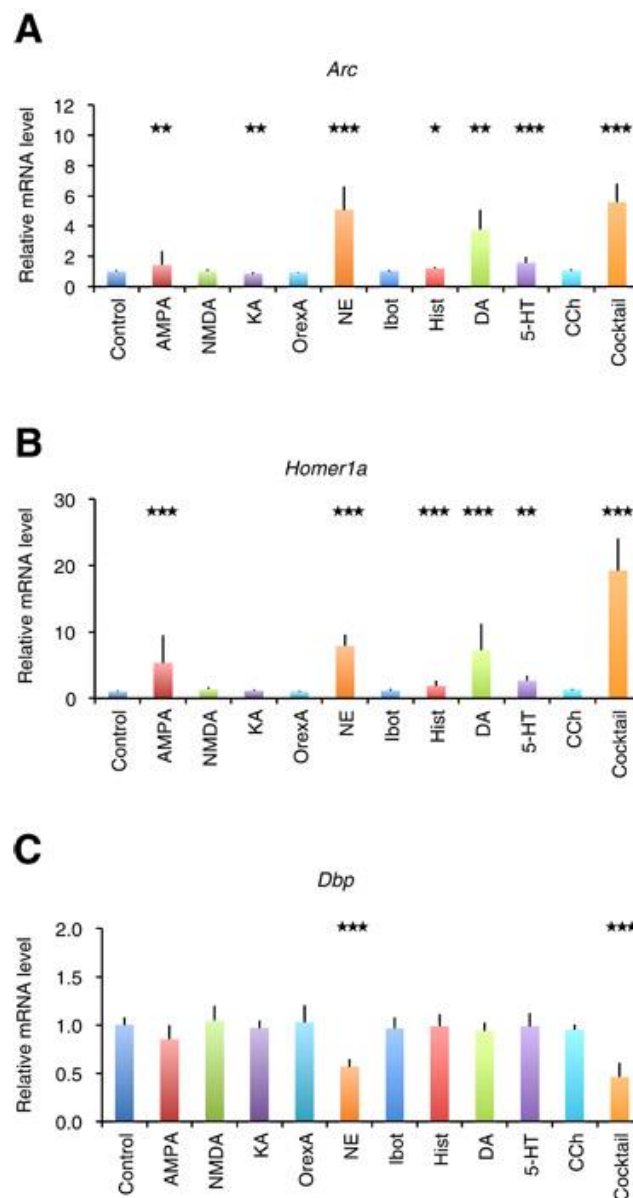 A
Arc
Relative mRNA level
12
10
8
6
4
2
0
★★ ★★ ★★★ ★ ★★ ★★★ ★★★
Control AMPA NMDA KA OrexA NE Ibot Hist DA 5-HT CCh Cocktail
B
Homer1a
Relative mRNA level
30
20
10
0
★★★ ★★★ ★★★ ★★★ ★★ ★★★
Control AMPA NMDA KA OrexA NE Ibot Hist DA 5-HT CCh Cocktail
C
Dbp
Relative mRNA level
2.0
1.5
1.0
0.5
0.0
★★★ ★★★
Control AMPA NMDA KA OrexA NE Ibot Hist DA 5-HT CCh Cocktail